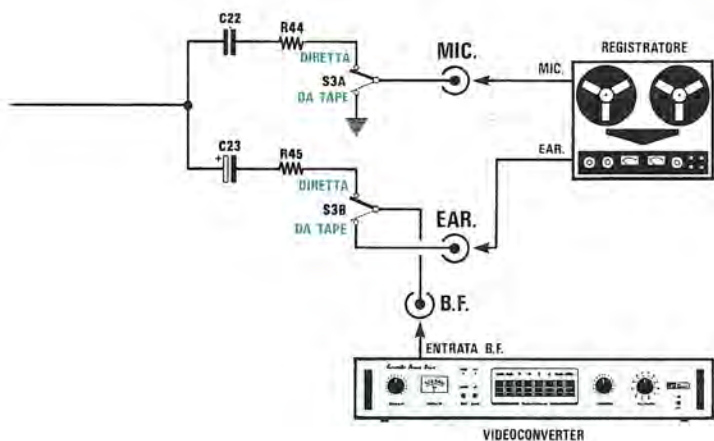 C22
R44
DIRETTA
S3A
DA TAPE
MIC.
MIC.
REGISTRATORE
EAR.
C23
+
R45
DIRETTA
S3B
DA TAPE
EAR.
B.F.
ENTRATA B.F.
VIDEOCONVERTER